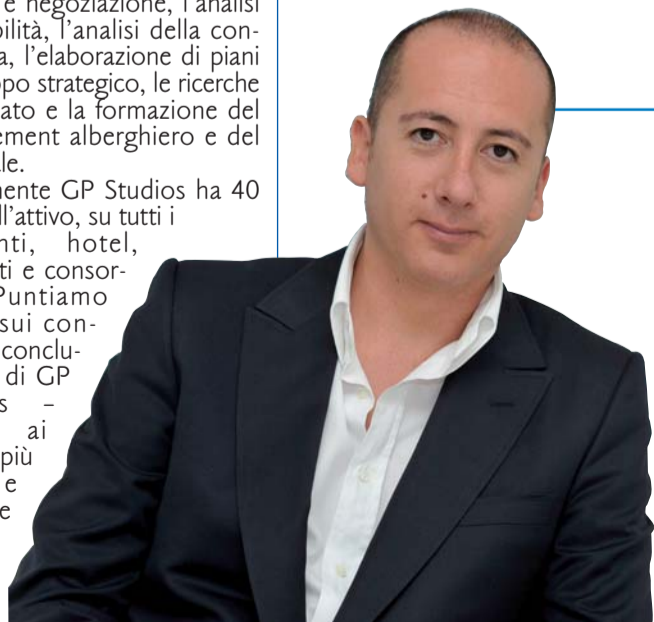 e negoziazione, l'analisi
bilità, l'analisi della con-
a, l'elaborazione di piani
ppo strategico, le ricerche
ato e la formazione del
ement alberghiero e del
le.
nente GP Studios ha 40
ll'attivo, su tutti i
nti, hotel,
ti e consor-
Puntiamo
sui con-
conclu-
di GP
s –
ai
più
e
e